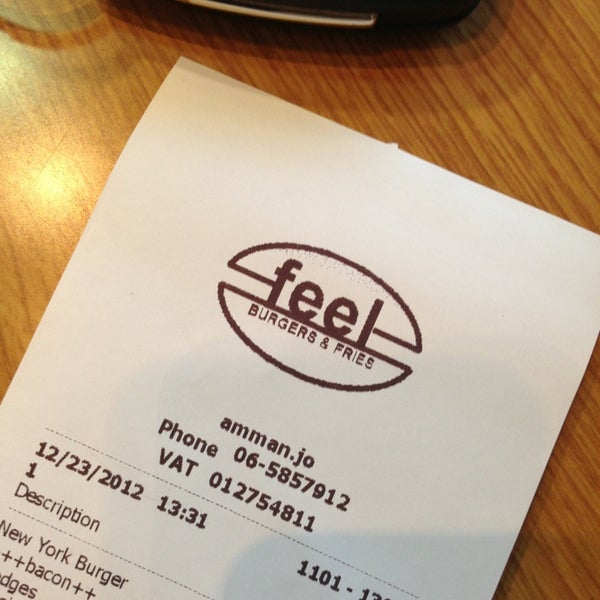 feel
BURGERS & FRIES
amman.jo
Phone 06-5857912
VAT 012754811
12/23/2012 13:31
1
1101 -
Description
New York Burger
++bacon++